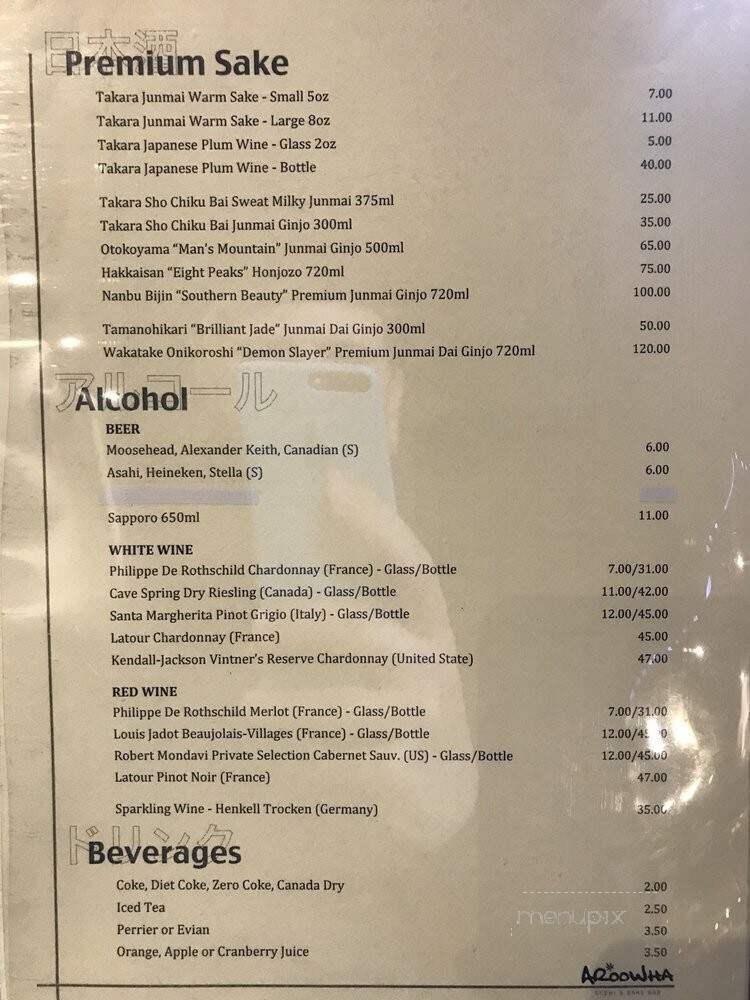 日本酒
Premium Sake
Takara Junmai Warm Sake - Small 5oz 7.00
Takara Junmai Warm Sake - Large 8oz 11.00
Takara Japanese Plum Wine - Glass 2oz 5.00
Takara Japanese Plum Wine - Bottle 40.00
Takara Sho Chiku Bai Sweat Milky Junmai 375ml 25.00
Takara Sho Chiku Bai Junmai Ginjo 300ml 35.00
Otokoyama “Man's Mountain” Junmai Ginjo 500ml 65.00
Hakkaisan “Eight Peaks” Honjozo 720ml 75.00
Nanbu Bijin “Southern Beauty” Premium Junmai Ginjo 720ml 100.00
Tamanohikari “Brilliant Jade” Junmai Dai Ginjo 300ml 50.00
Wakatake Onikoroshi “Demon Slayer” Premium Junmai Dai Ginjo 720ml 120.00
アルコール
Alcohol
BEER
Moosehead, Alexander Keith, Canadian (S) 6.00
Asahi, Heineken, Stella (S) 6.00
Sapporo 650ml 11.00
WHITE WINE
Philippe De Rothschild Chardonnay (France) - Glass/Bottle 7.00/31.00
Cave Spring Dry Riesling (Canada) - Glass/Bottle 11.00/42.00
Santa Margherita Pinot Grigio (Italy) - Glass/Bottle 12.00/45.00
Latour Chardonnay (France) 45.00
Kendall-Jackson Vintner's Reserve Chardonnay (United State) 47.00
RED WINE
Philippe De Rothschild Merlot (France) - Glass/Bottle 7.00/31.00
Louis Jadot Beaujolais-Villages (France) - Glass/Bottle
Robert Mondavi Private Selection Cabernet Sauv. (US) - Glass/Bottle 12.00/45.00
Latour Pinot Noir (France) 47.00
Sparkling Wine - Henkell Trocken (Germany) 35.00
ドリンク
Beverages
Coke, Diet Coke, Zero Coke, Canada Dry 2.00
Iced Tea 2.50
Perrier or Evian 3.50
Orange, Apple or Cranberry Juice 3.50
menupix
AROOWHA